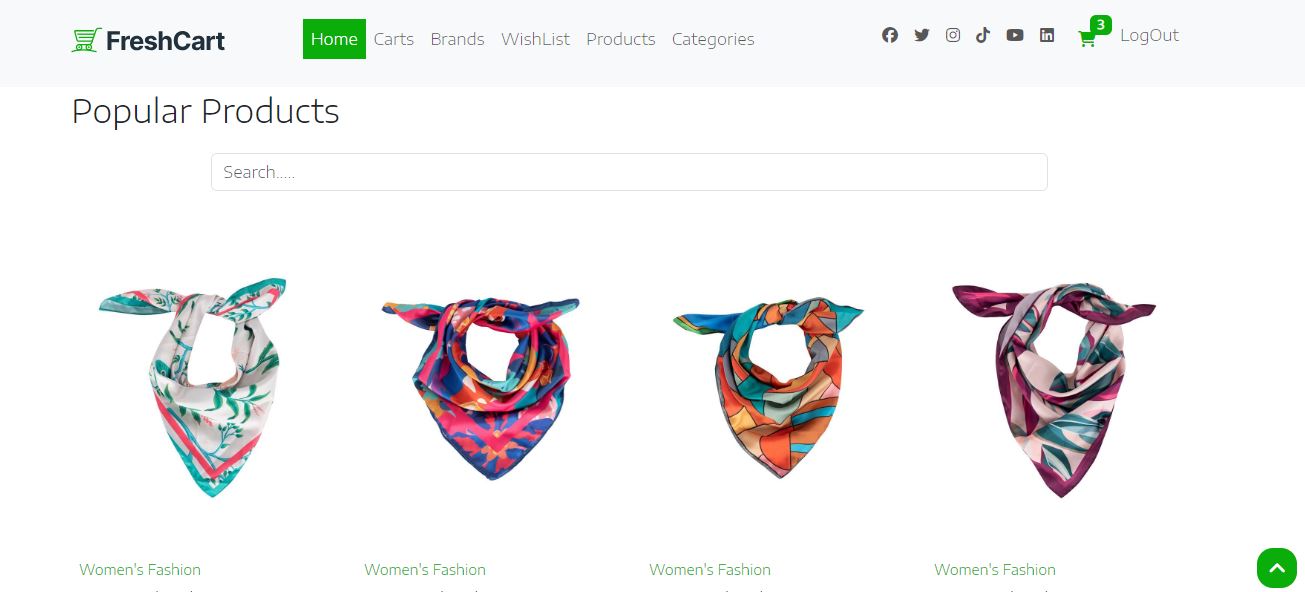 FreshCart
Home Carts Brands WishList Products Categories
3
LogOut
Popular Products
Search.....
Women's Fashion
Women's Fashion
Women's Fashion
Women's Fashion